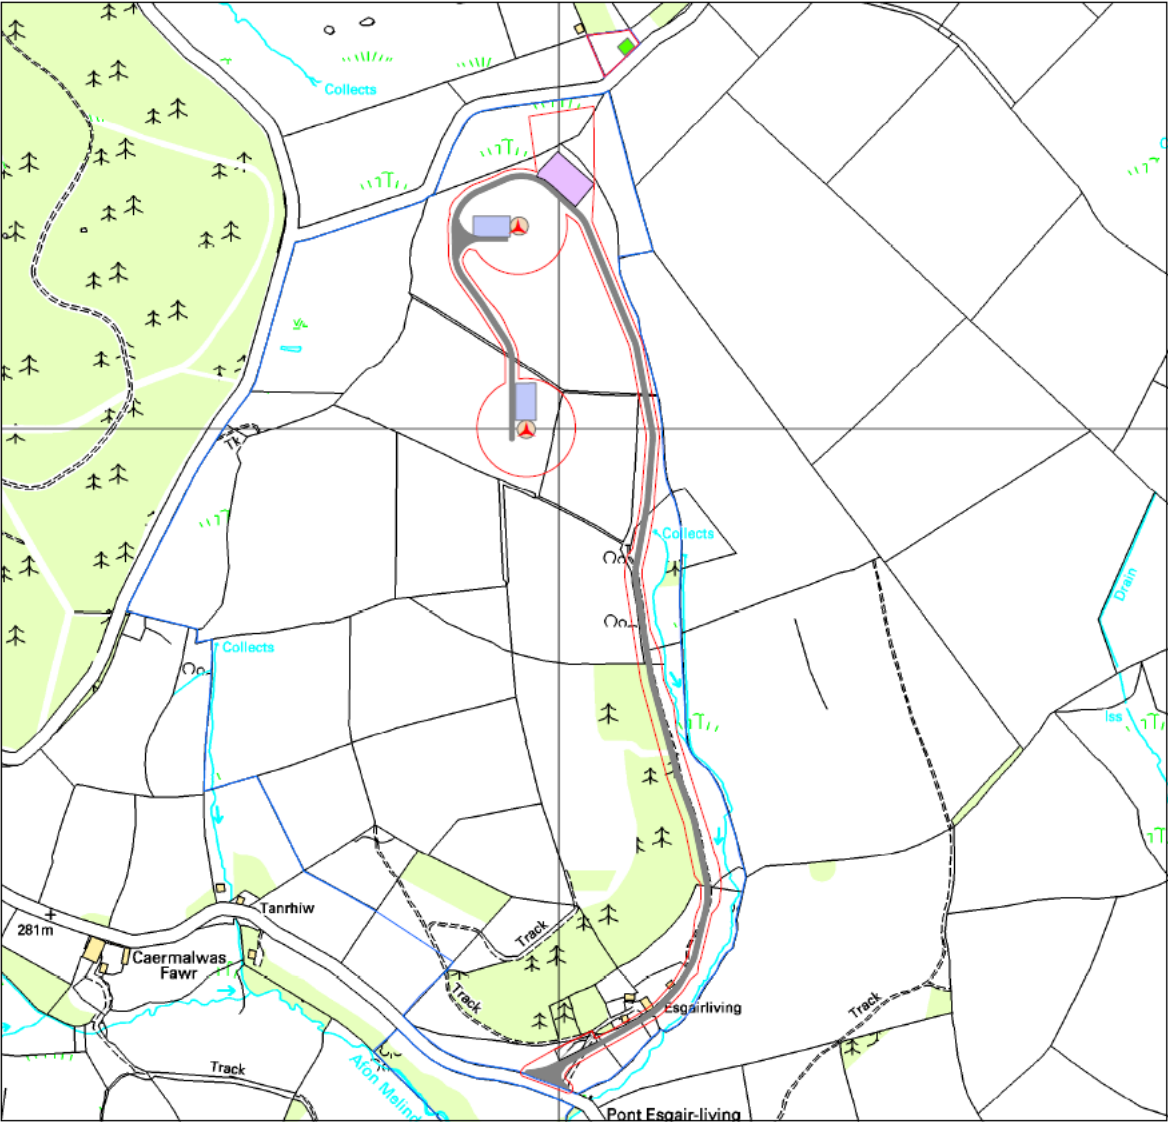 Collects
Tk
Collects
Drain
Collects
Iss
Tanrhiw
281m
Caermalwas
Fawr
Track
Track
Esgairliving
Track
Track
Afon Melind
Pont Esgair-living